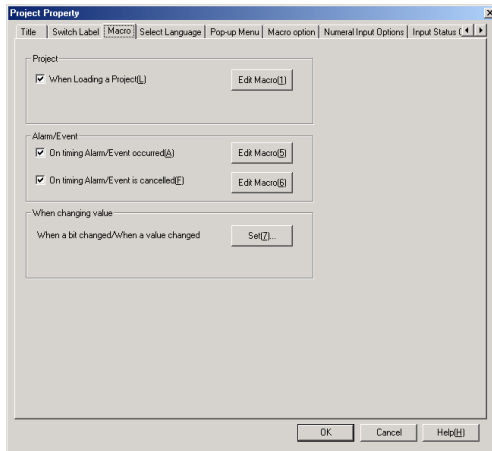 Project Property
Title Switch Label Macro Select Language Pop-up Menu Macro option Numeral Input Options Input Status
Project
When Loading a Project(L) Edit Macro(1)
Alarm/Event
On timing Alarm/Event occurred(A) Edit Macro(5)
On timing Alarm/Event is cancelled(F) Edit Macro(6)
When changing value
When a bit changed/When a value changed Set(7)...
OK Cancel Help(H)